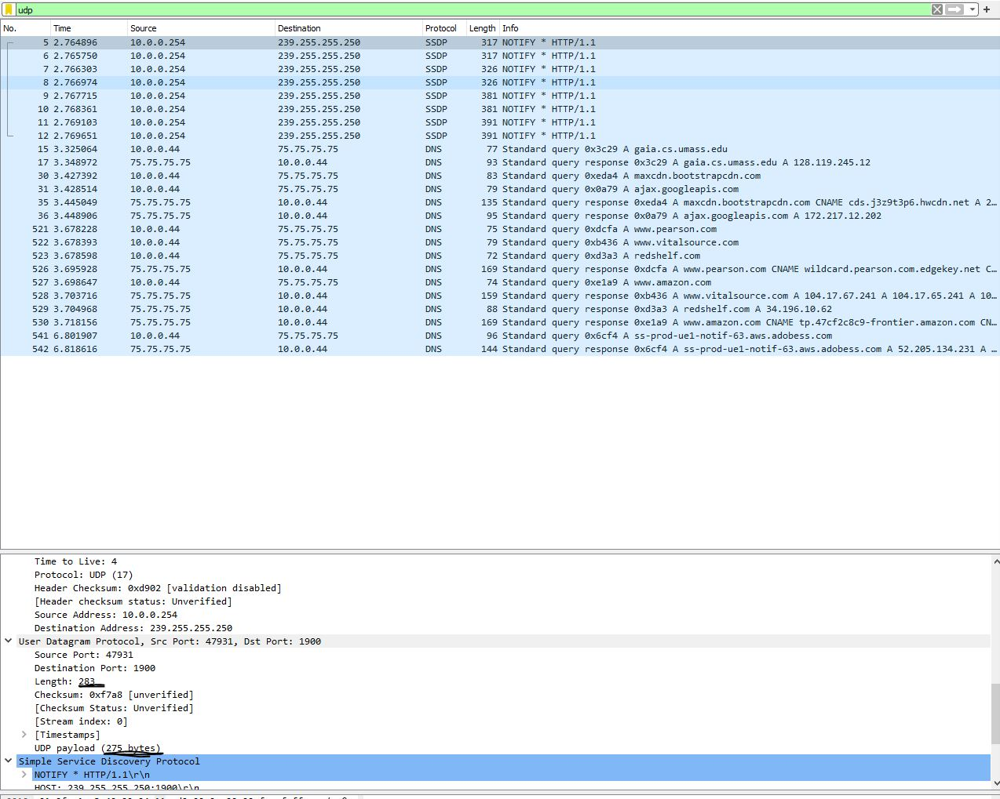 udp
No. Time Source Destination Protocol Length Info
5 2.764896 10.0.0.254 239.255.255.250 SSDP 317 NOTIFY * HTTP/1.1
6 2.765750 10.0.0.254 239.255.255.250 SSDP 317 NOTIFY * HTTP/1.1
7 2.766303 10.0.0.254 239.255.255.250 SSDP 326 NOTIFY * HTTP/1.1
8 2.766974 10.0.0.254 239.255.255.250 SSDP 326 NOTIFY * HTTP/1.1
9 2.767715 10.0.0.254 239.255.255.250 SSDP 381 NOTIFY * HTTP/1.1
10 2.768361 10.0.0.254 239.255.255.250 SSDP 381 NOTIFY * HTTP/1.1
11 2.769103 10.0.0.254 239.255.255.250 SSDP 391 NOTIFY * HTTP/1.1
12 2.769651 10.0.0.254 239.255.255.250 SSDP 391 NOTIFY * HTTP/1.1
15 3.325064 10.0.0.44 75.75.75.75 DNS 77 Standard query 0x3c29 A gaia.cs.umass.edu
17 3.348972 75.75.75.75 10.0.0.44 DNS 93 Standard query response 0x3c29 A gaia.cs.umass.edu A 128.119.245.12
30 3.427392 10.0.0.44 75.75.75.75 DNS 83 Standard query 0xeda4 A maxcdn.bootstrapcdn.com
31 3.428514 10.0.0.44 75.75.75.75 DNS 79 Standard query 0x0a79 A ajax.googleapis.com
35 3.445049 75.75.75.75 10.0.0.44 DNS 135 Standard query response 0xeda4 A maxcdn.bootstrapcdn.com CNAME cds.j3z9t3p6.hwcdn.net A 2…
36 3.448906 75.75.75.75 10.0.0.44 DNS 95 Standard query response 0x0a79 A ajax.googleapis.com A 172.217.12.202
521 3.678228 10.0.0.44 75.75.75.75 DNS 75 Standard query 0xdcfa A www.pearson.com
522 3.678393 10.0.0.44 75.75.75.75 DNS 79 Standard query 0xb436 A www.vitalsource.com
523 3.678598 10.0.0.44 75.75.75.75 DNS 72 Standard query 0xd3a3 A redshelf.com
526 3.695928 75.75.75.75 10.0.0.44 DNS 169 Standard query response 0xdcfa A www.pearson.com CNAME wildcard.pearson.com.edgekey.net C…
527 3.698647 10.0.0.44 75.75.75.75 DNS 74 Standard query 0xe1a9 A www.amazon.com
528 3.703716 75.75.75.75 10.0.0.44 DNS 159 Standard query response 0xb436 A www.vitalsource.com A 104.17.67.241 A 104.17.65.241 A 10…
529 3.704968 75.75.75.75 10.0.0.44 DNS 88 Standard query response 0xd3a3 A redshelf.com A 34.196.10.62
530 3.718156 75.75.75.75 10.0.0.44 DNS 169 Standard query response 0xe1a9 A www.amazon.com CNAME tp.47cf2c8c9-frontier.amazon.com CN…
541 6.801907 10.0.0.44 75.75.75.75 DNS 96 Standard query 0x6cf4 A ss-prod-ue1-notif-63.aws.adobess.com
542 6.818616 75.75.75.75 10.0.0.44 DNS 144 Standard query response 0x6cf4 A ss-prod-ue1-notif-63.aws.adobess.com A 52.205.134.231 A …
Time to Live: 4
Protocol: UDP (17)
Header Checksum: 0xd902 [validation disabled]
[Header checksum status: Unverified]
Source Address: 10.0.0.254
Destination Address: 239.255.255.250
User Datagram Protocol, Src Port: 47931, Dst Port: 1900
Source Port: 47931
Destination Port: 1900
Length: 283
Checksum: 0xf7a8 [unverified]
[Checksum Status: Unverified]
[Stream index: 0]
[Timestamps]
UDP payload (275 bytes)
Simple Service Discovery Protocol
NOTIFY * HTTP/1.1\r\n
HOST: 239.255.255.250:1900\r\n